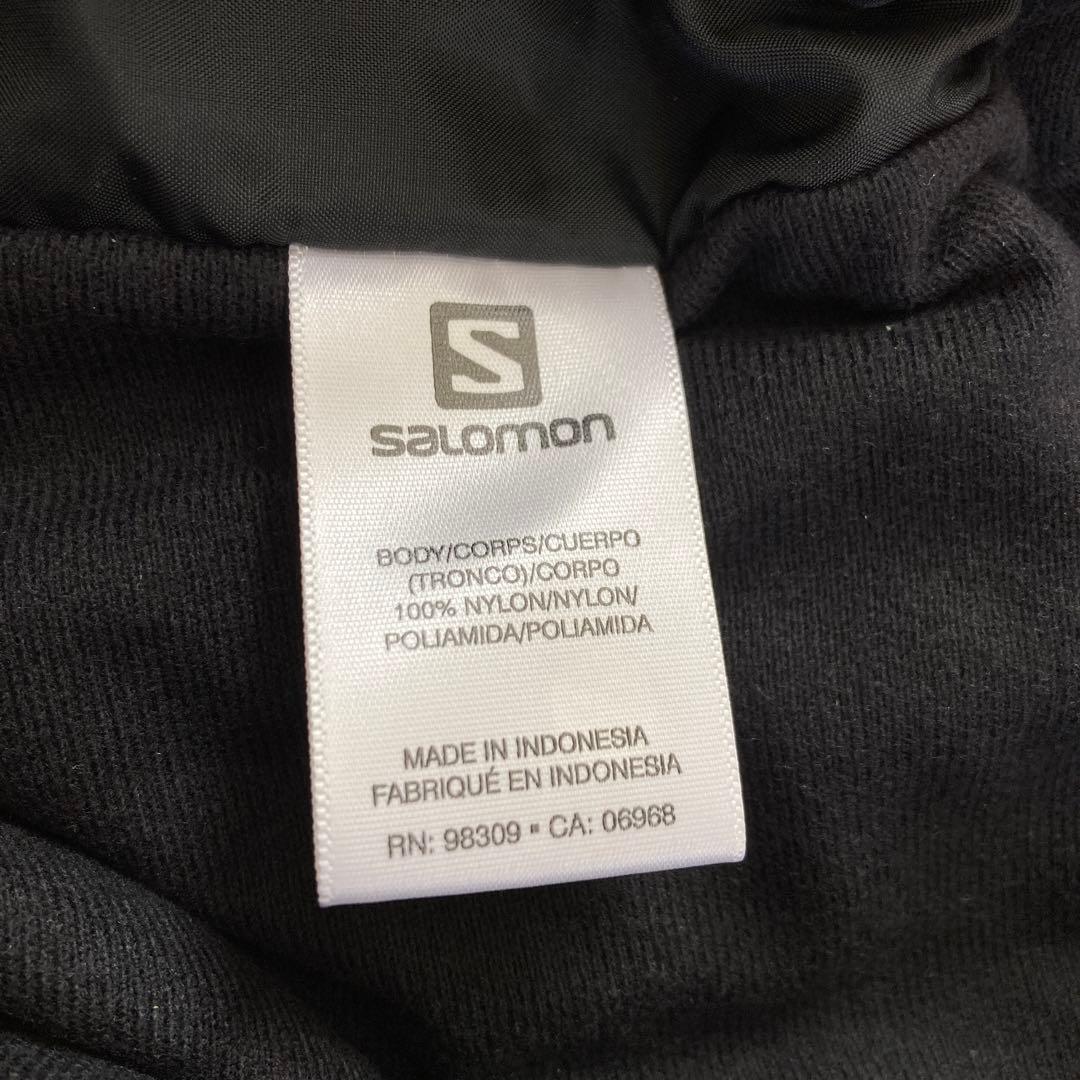 S
salomon
BODY/CORPS/CUERPO
(TRONCO)/CORPO
100% NYLON/NYLON/
POLIAMIDA/POLIAMIDA
MADE IN INDONESIA
FABRIQUÉ EN INDONESIA
RN: 98309 ▪ CA: 06968